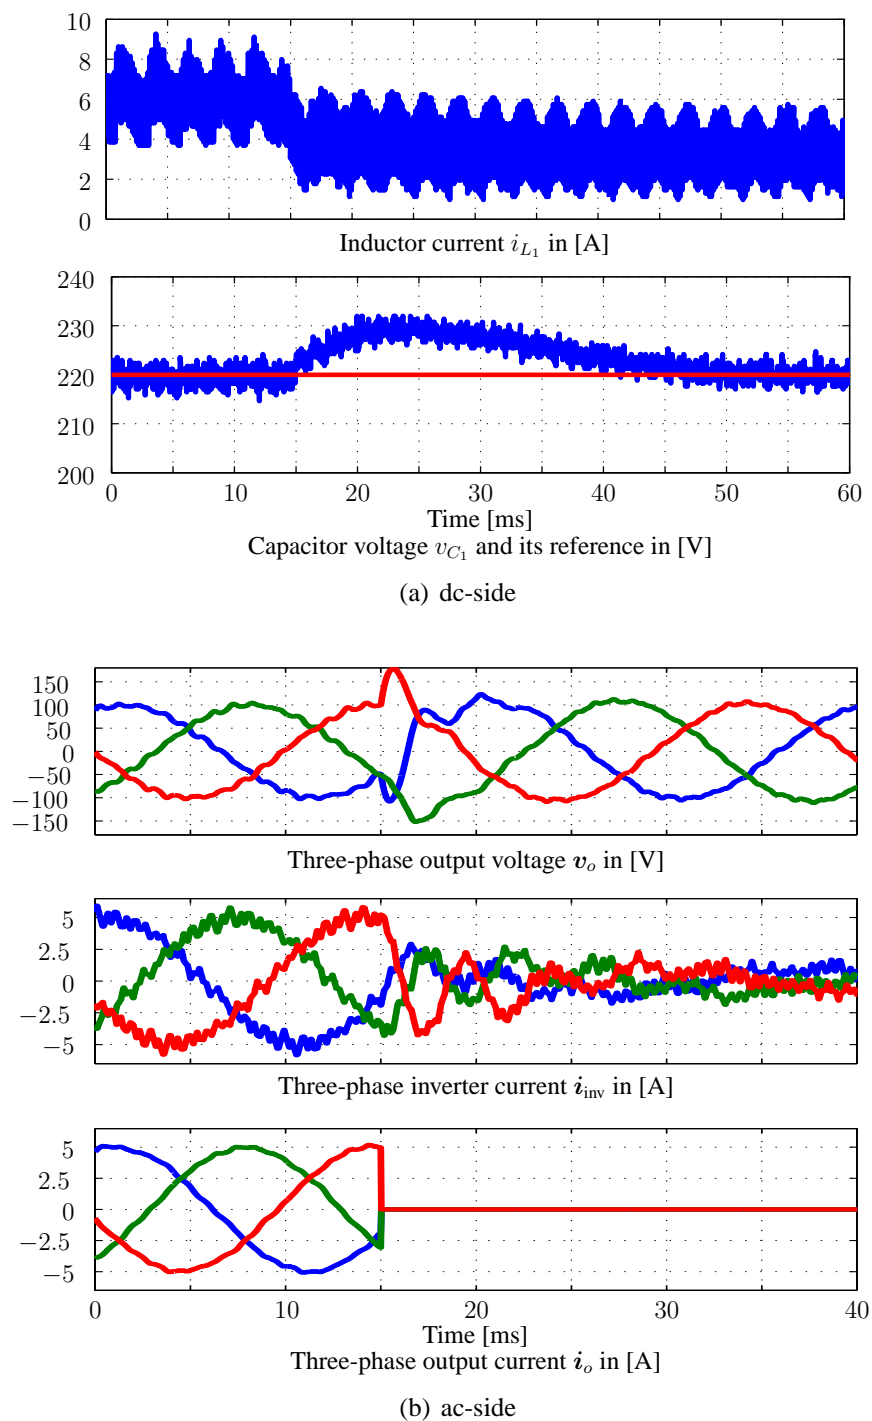 10
8
6
4
2
0
Inductor current i_{L_1} in [A]
240
230
220
210
200
0 10 20 30 40 50 60
Time [ms]
Capacitor voltage v_{C_1} and its reference in [V]
(a) dc-side
150
100
50
0
−50
−100
−150
Three-phase output voltage v_o in [V]
5
2.5
0
−2.5
−5
Three-phase inverter current i_{inv} in [A]
5
2.5
0
−2.5
−5
0 10 20 30 40
Time [ms]
Three-phase output current i_o in [A]
(b) ac-side